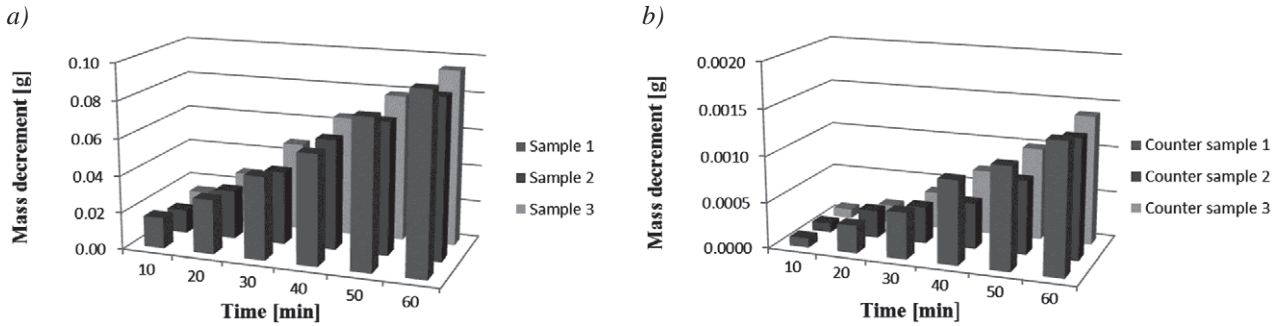 a)
Mass decrement [g]
0.10
0.08
0.06
0.04
0.02
0.00
10 20 30 40 50 60
Time [min]
Sample 1
Sample 2
Sample 3
b)
Mass decrement [g]
0.0020
0.0015
0.0010
0.0005
0.0000
10 20 30 40 50 60
Time [min]
Counter sample 1
Counter sample 2
Counter sample 3